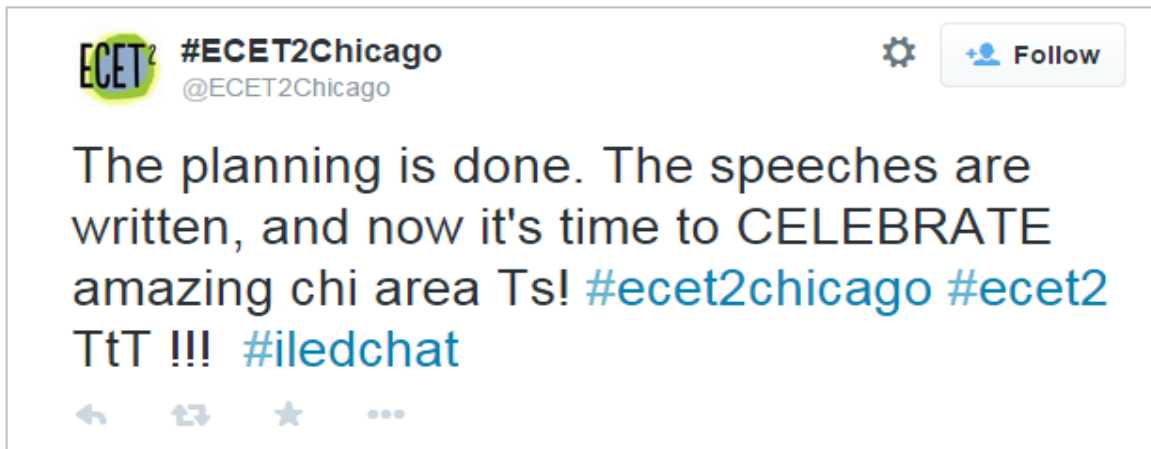 ECET2
#ECET2Chicago
@ECET2Chicago
Follow
The planning is done. The speeches are
written, and now it's time to CELEBRATE
amazing chi area Ts! #ecet2chicago #ecet2
TtT !!! #iledchat